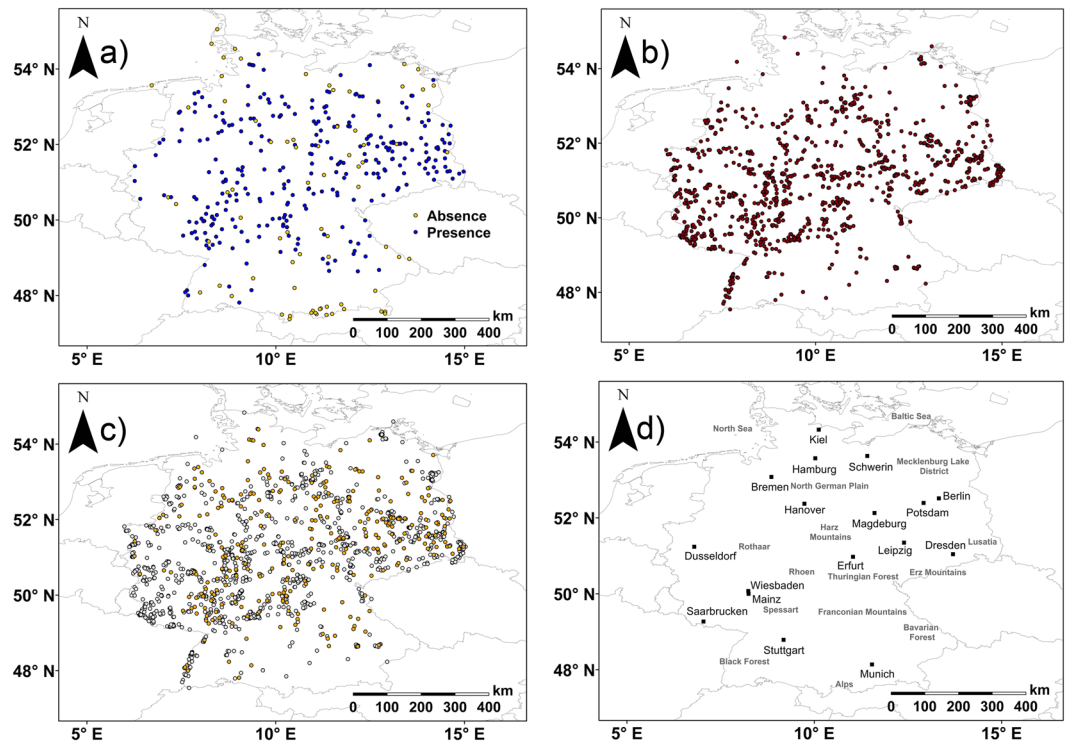 N
a)
54° N
52° N
50° N
48° N
Absence
Presence
km
0 100 200 300 400
5° E 10° E 15° E
N
b)
54° N
52° N
50° N
48° N
km
0 100 200 300 400
5° E 10° E 15° E
N
c)
54° N
52° N
50° N
48° N
km
0 100 200 300 400
5° E 10° E 15° E
N
d)
54° N
52° N
50° N
48° N
Baltic Sea
North Sea
Kiel
Hamburg
Schwerin
Mecklenburg Lake
District
Bremen
North German Plain
Berlin
Hanover
Potsdam
Magdeburg
Harz
Mountains
Dusseldorf
Rothaar
Leipzig
Dresden
Lusatia
Erfurt
Rhoen
Thuringian Forest
Erz Mountains
Wiesbaden
Mainz
Spessart
Franconian Mountains
Saarbrucken
Bavarian
Forest
Stuttgart
Black Forest
Munich
Alps
km
0 100 200 300 400
5° E 10° E 15° E